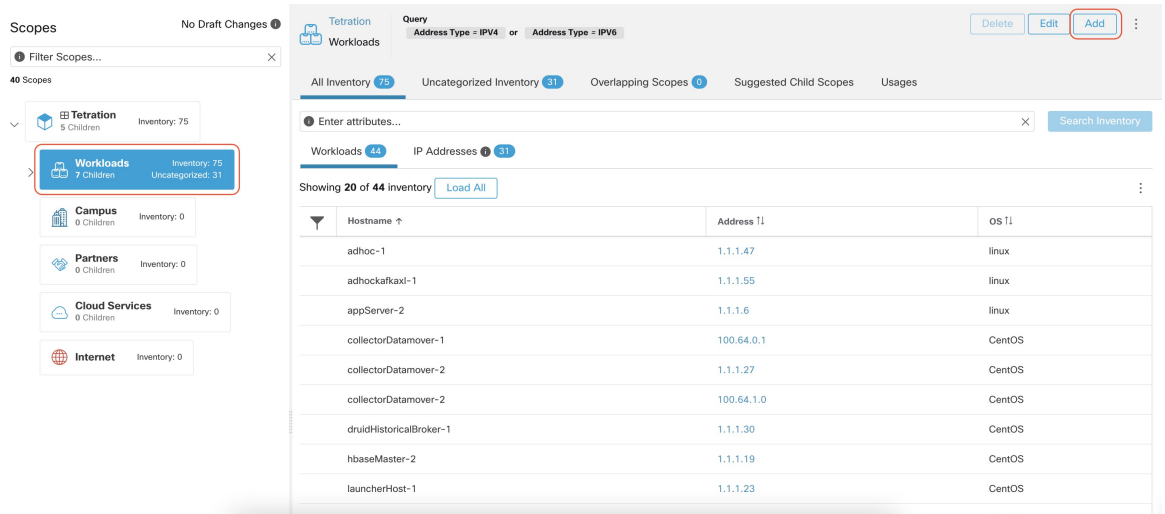 Scopes
No Draft Changes
Filter Scopes...
40 Scopes
Tetration
5 Children
Inventory: 75
Workloads
7 Children
Inventory: 75
Uncategorized: 31
Campus
0 Children
Inventory: 0
Partners
0 Children
Inventory: 0
Cloud Services
0 Children
Inventory: 0
Internet
Inventory: 0
Tetration
Workloads
Query
Address Type = IPV4 or Address Type = IPV6
Delete Edit Add
All Inventory 75 Uncategorized Inventory 31 Overlapping Scopes 0 Suggested Child Scopes Usages
Enter attributes...
Search Inventory
Workloads 44 IP Addresses 31
Showing 20 of 44 inventory Load All
Hostname ↑ Address ↑↓ OS ↑↓
adhoc-1 1.1.1.47 linux
adhockafkaxl-1 1.1.1.55 linux
appServer-2 1.1.1.6 linux
collectorDatamover-1 100.64.0.1 CentOS
collectorDatamover-2 1.1.1.27 CentOS
collectorDatamover-2 100.64.1.0 CentOS
druidHistoricalBroker-1 1.1.1.30 CentOS
hbaseMaster-2 1.1.1.19 CentOS
launcherHost-1 1.1.1.23 CentOS